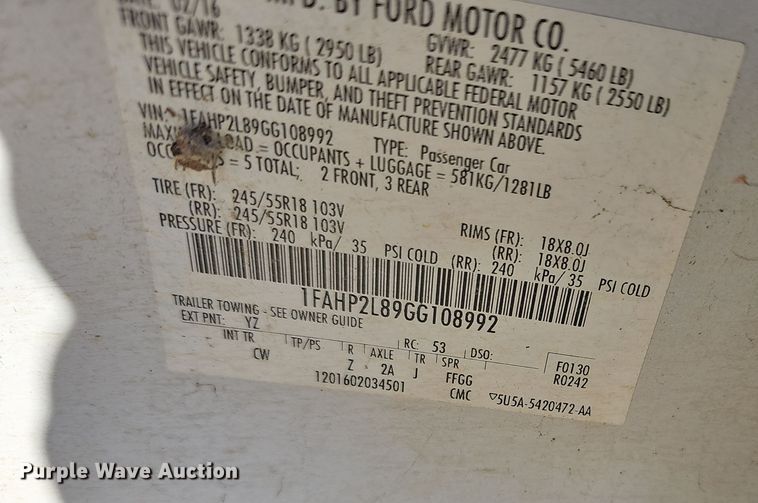 DATE: 02/16 MFD. BY FORD MOTOR CO.
FRONT GAWR: 1338 KG ( 2950 LB) GVWR: 2477 KG ( 5460 LB)
REAR GAWR: 1157 KG ( 2550 LB)
THIS VEHICLE CONFORMS TO ALL APPLICABLE FEDERAL MOTOR
VEHICLE SAFETY, BUMPER, AND THEFT PREVENTION STANDARDS
IN EFFECT ON THE DATE OF MANUFACTURE SHOWN ABOVE.
VIN: 1FAHP2L89GG108992 TYPE: Passenger Car
LOAD = OCCUPANTS + LUGGAGE = 581KG/1281LB
= 5 TOTAL; 2 FRONT, 3 REAR
TIRE (FR): 245/55R18 103V RIMS (FR): 18X8.0J
(RR): 245/55R18 103V (RR): 18X8.0J
PRESSURE (FR): 240 kPa/ 35 PSI COLD (RR): 240 kPa/ 35 PSI COLD
1FAHP2L89GG108992
TRAILER TOWING - SEE OWNER GUIDE
EXT PNT: YZ RC: 53 DSO: F0130
INT TR TP/PS R AXLE TR SPR R0242
CW Z 2A J FFGG
1201602034501 CMC ▽5U5A-5420472-AA
Purple Wave Auction